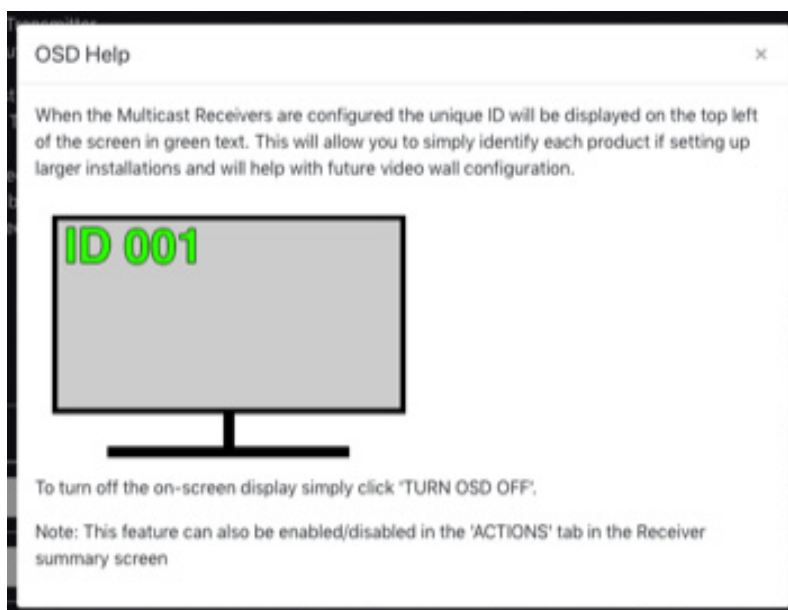 Transmitter
OSD Help ×
When the Multicast Receivers are configured the unique ID will be displayed on the top left
of the screen in green text. This will allow you to simply identify each product if setting up
larger installations and will help with future video wall configuration.
ID 001
To turn off the on-screen display simply click 'TURN OSD OFF'.
Note: This feature can also be enabled/disabled in the 'ACTIONS' tab in the Receiver
summary screen